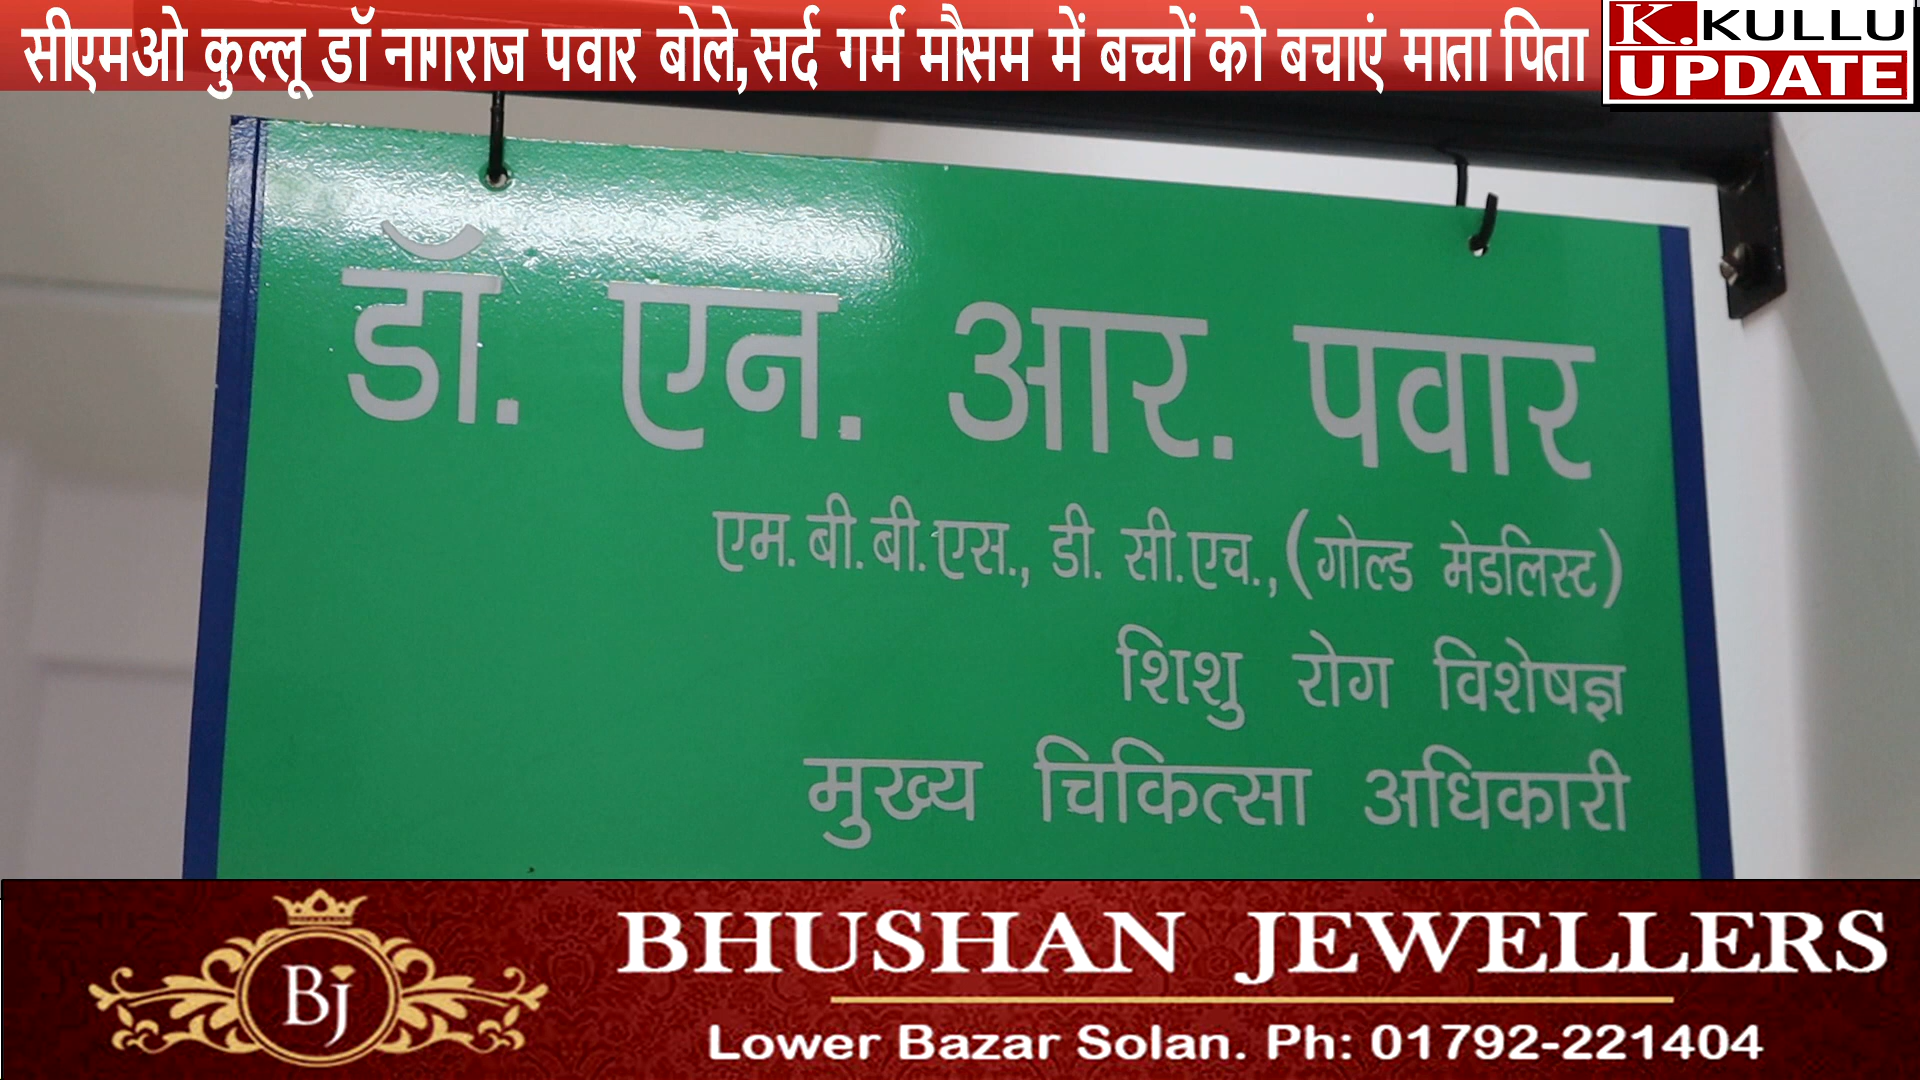 सीएमओ कुल्लू डॉ नागराज पवार बोले,सर्द गर्म मौसम में बच्चों को बचाएं माता पिता
K.KULLU
UPDATE
डॉ. एन. आर. पवार
एम. बी. बी. एस., डी. सी. एच., (गोल्ड मेडलिस्ट)
शिशु रोग विशेषज्ञ
मुख्य चिकित्सा अधिकारी
Bj
BHUSHAN JEWELLERS
Lower Bazar Solan. Ph: 01792-221404